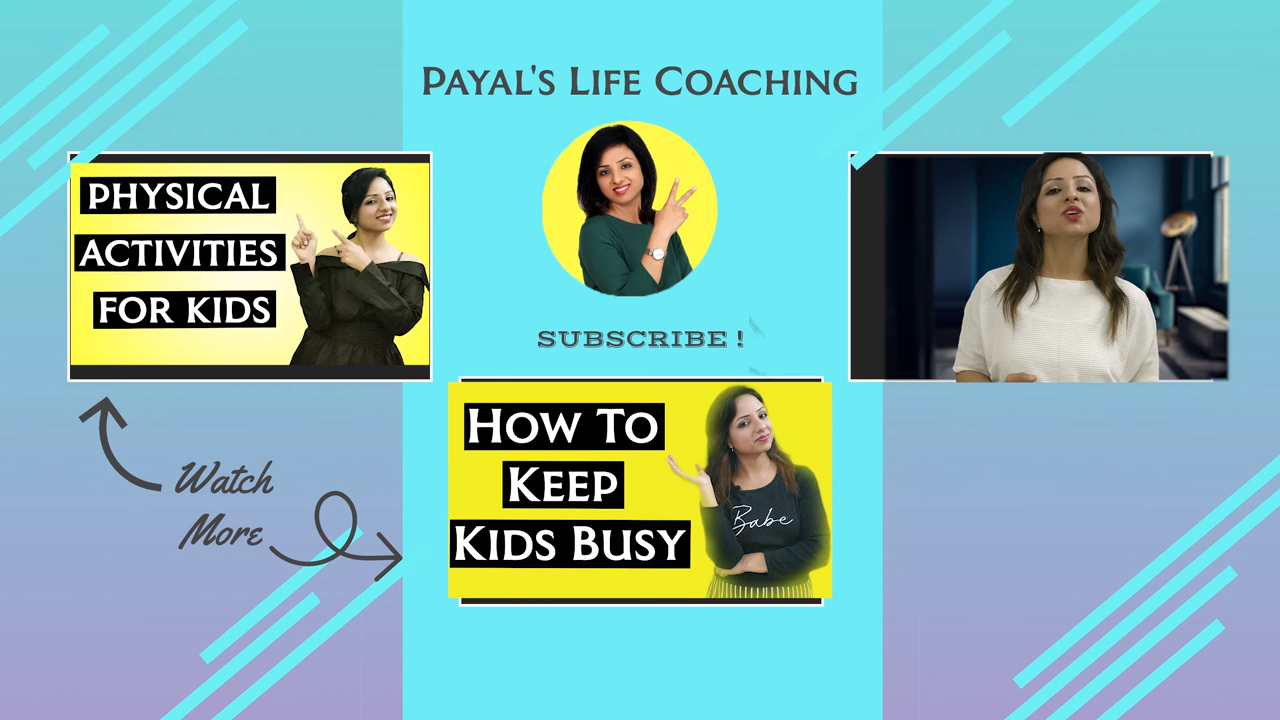 PAYAL'S LIFE COACHING
PHYSICAL
ACTIVITIES
FOR KIDS
SUBSCRIBE !
HOW TO
KEEP
KIDS BUSY
Babe
Watch
More